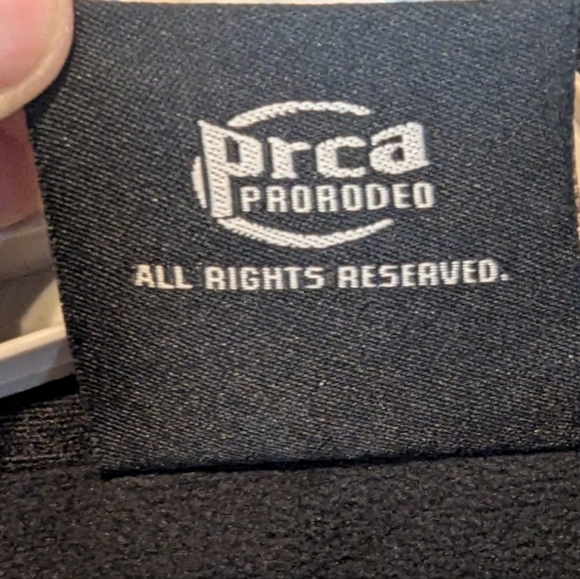 prca
PRORODEO
ALL RIGHTS RESERVED.